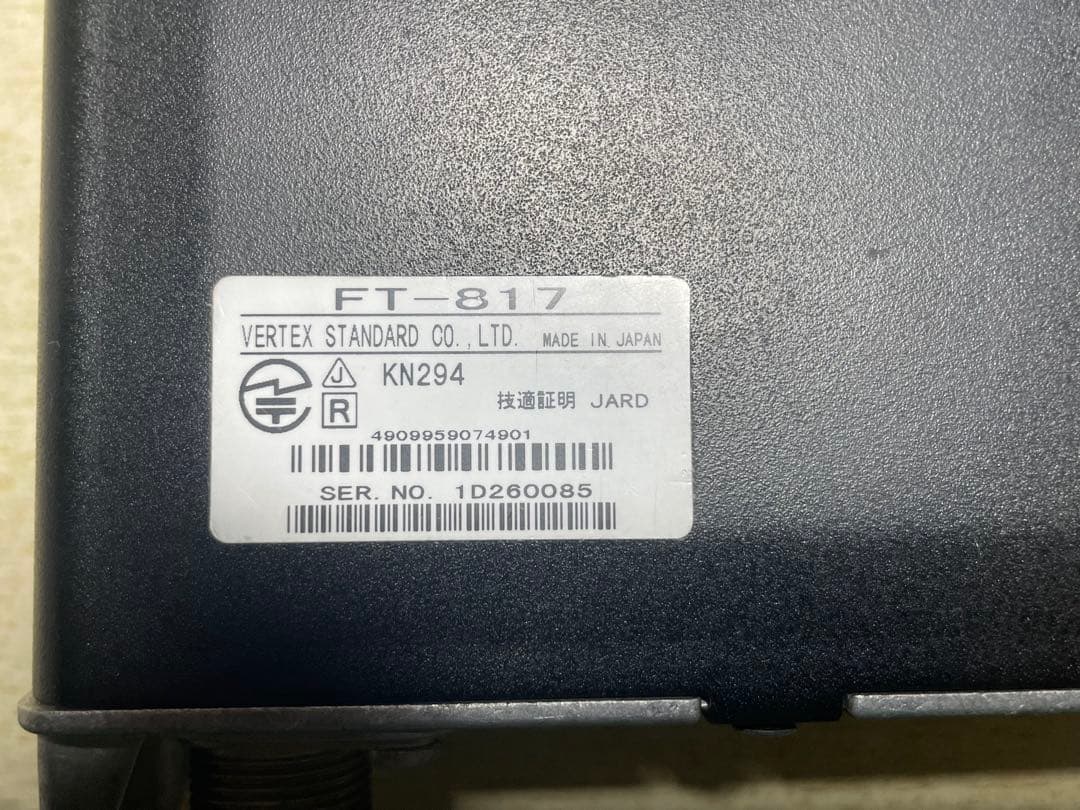 FT-817
VERTEX STANDARD CO.,LTD. MADE IN JAPAN
J KN294
R 技適証明 JARD
4909959074901
SER. NO. 1D260085